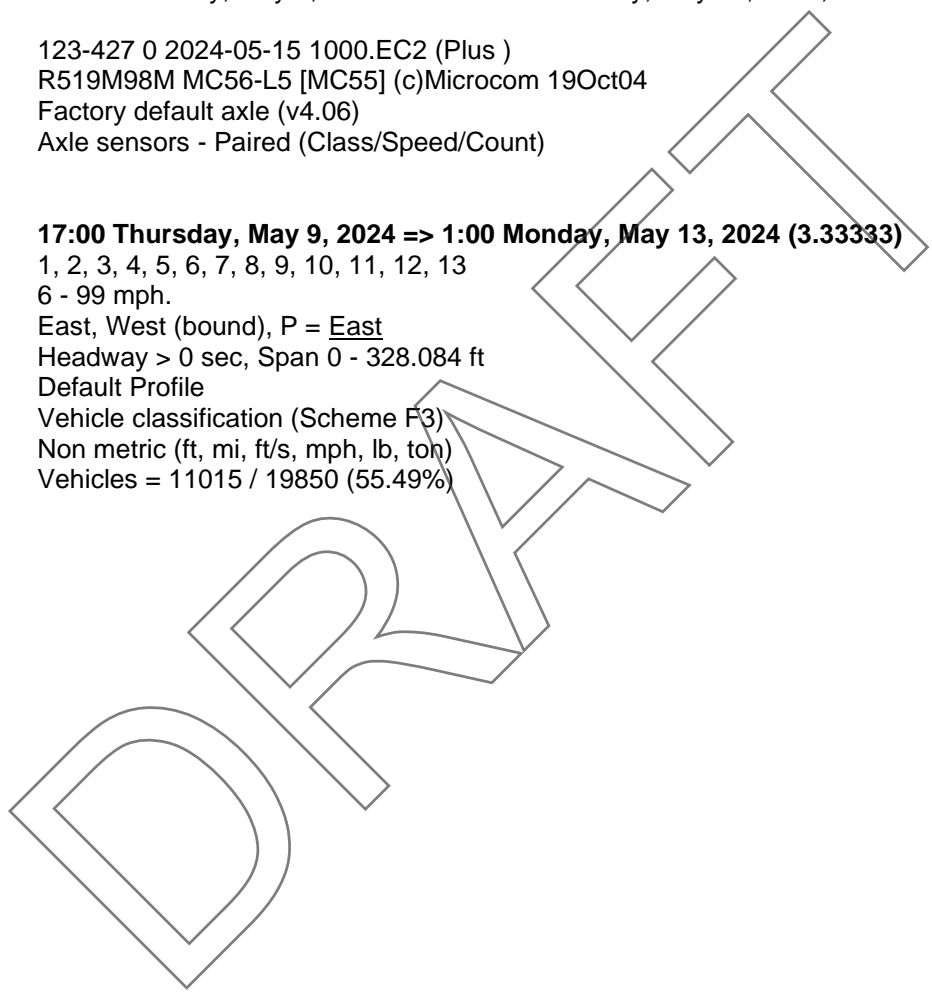 123-427 0 2024-05-15 1000.EC2 (Plus )
R519M98M MC56-L5 [MC55] (c)Microcom 19Oct04
Factory default axle (v4.06)
Axle sensors - Paired (Class/Speed/Count)
17:00 Thursday, May 9, 2024 => 1:00 Monday, May 13, 2024 (3.33333)
1, 2, 3, 4, 5, 6, 7, 8, 9, 10, 11, 12, 13
6 - 99 mph.
East, West (bound), P = East
Headway > 0 sec, Span 0 - 328.084 ft
Default Profile
Vehicle classification (Scheme F3)
Non metric (ft, mi, ft/s, mph, lb, ton)
Vehicles = 11015 / 19850 (55.49%)
DRAFT